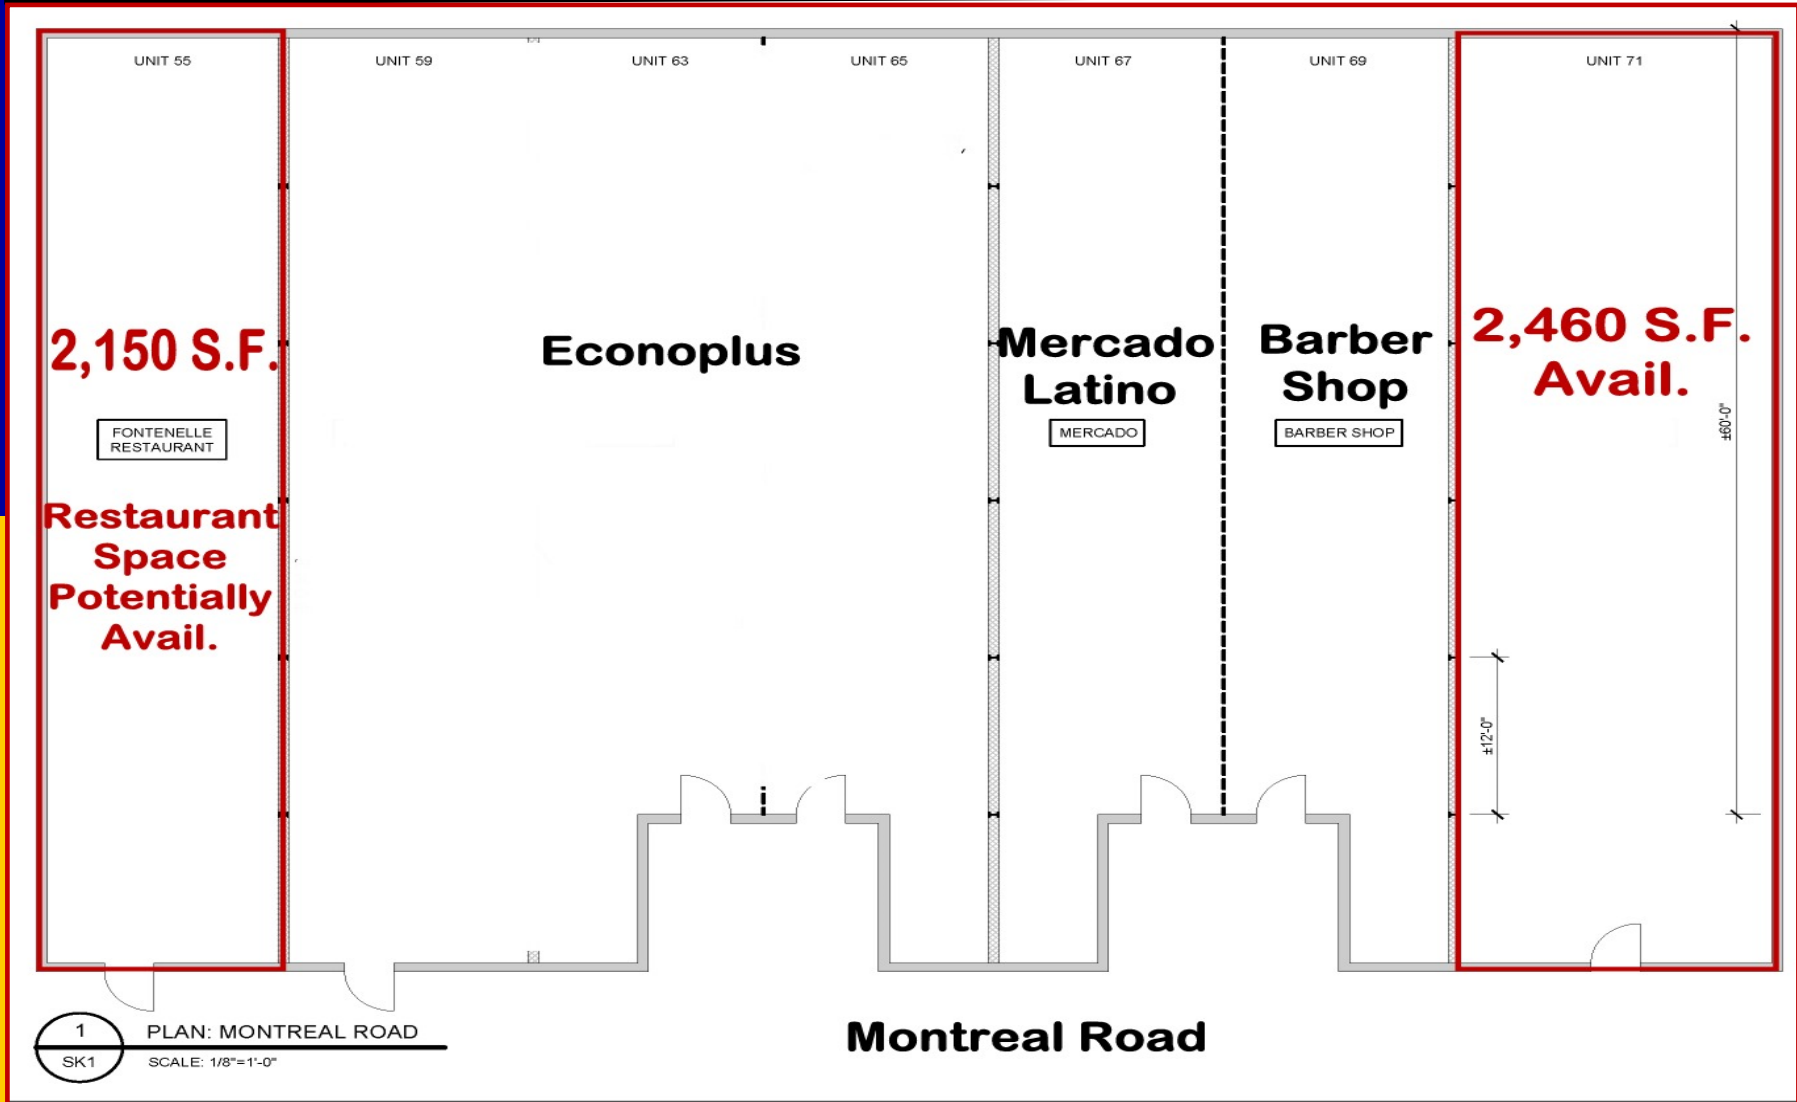 UNIT 55
UNIT 59
UNIT 63
UNIT 65
UNIT 67
UNIT 69
UNIT 71
2,150 S.F.
FONTENELLE
RESTAURANT
Restaurant
Space
Potentially
Avail.
Econoplus
Mercado
Latino
MERCADO
Barber
Shop
BARBER SHOP
2,460 S.F.
Avail.
±60'-0"
±12'-0"
1
SK1
PLAN: MONTREAL ROAD
SCALE: 1/8"=1'-0"
Montreal Road